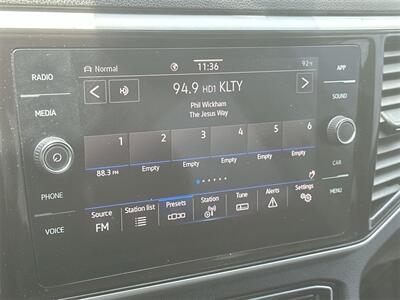 11:36
Normal
92°F
RADIO
APP
94.9 HD1 KLTY
Phil Wickham
The Jesus Way
MEDIA
SOUND
1 2 3 4 5 6
88.3 FM Empty Empty Empty Empty Empty
PHONE
CAR
Source Station list Presets Station Tune Alerts Settings
FM
VOICE
MENU